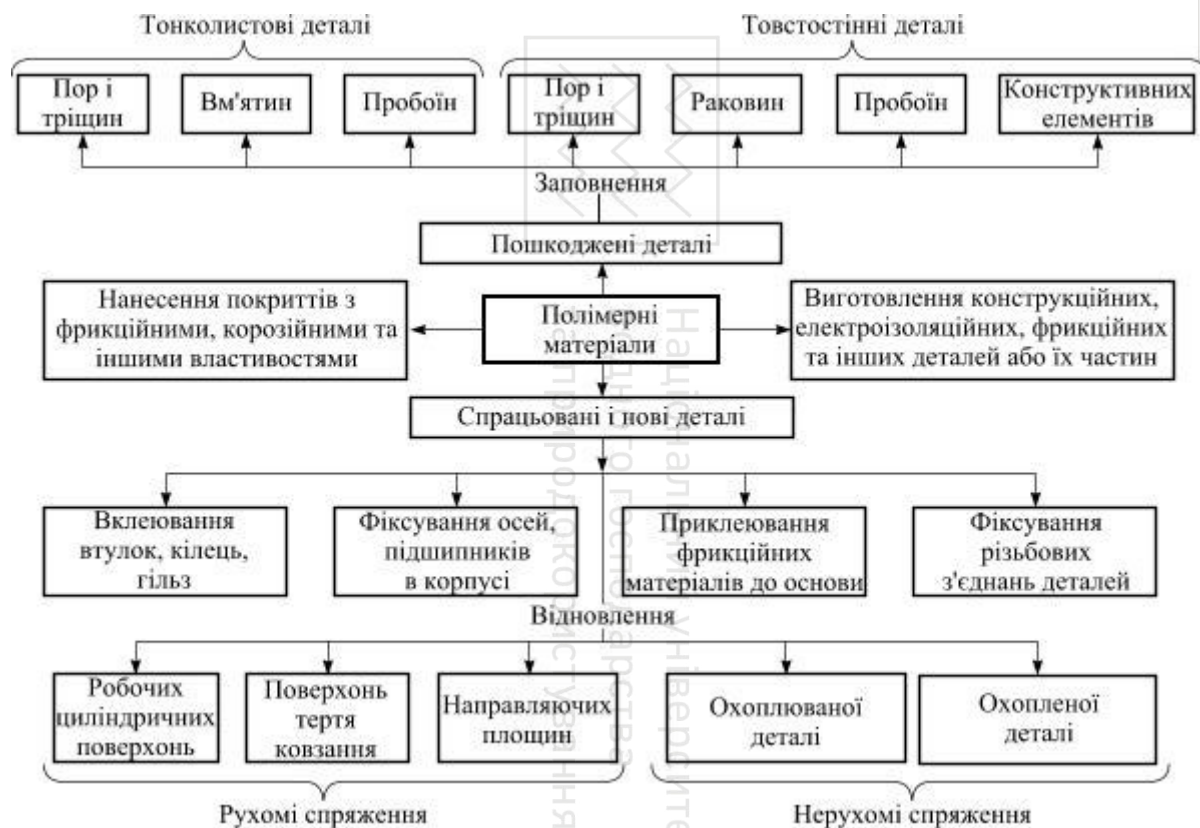 Тонколистові деталі
Товстостінні деталі
Пор і
тріщин
Вм'ятин
Пробоїн
Пор і
тріщин
Раковин
Пробоїн
Конструктивних
елементів
Заповнення
Пошкоджені деталі
Нанесення покриттів з
фрикційними, корозійними та
іншими властивостями
Полімерні
матеріали
Виготовлення конструкційних,
електроізоляційних, фрикційних
та інших деталей або їх частин
Спрацьовані і нові деталі
Вклеювання
втулок, кілець,
гільз
Фіксування осей,
підшипників
в корпусі
Приклеювання
фрикційних
матеріалів до основи
Фіксування
різьбових
з'єднань деталей
Відновлення
Робочих
циліндричних
поверхонь
Поверхонь
тертя
ковзання
Направляючих
площин
Охоплюваної
деталі
Охопленої
деталі
Рухомі спряження
Нерухомі спряження